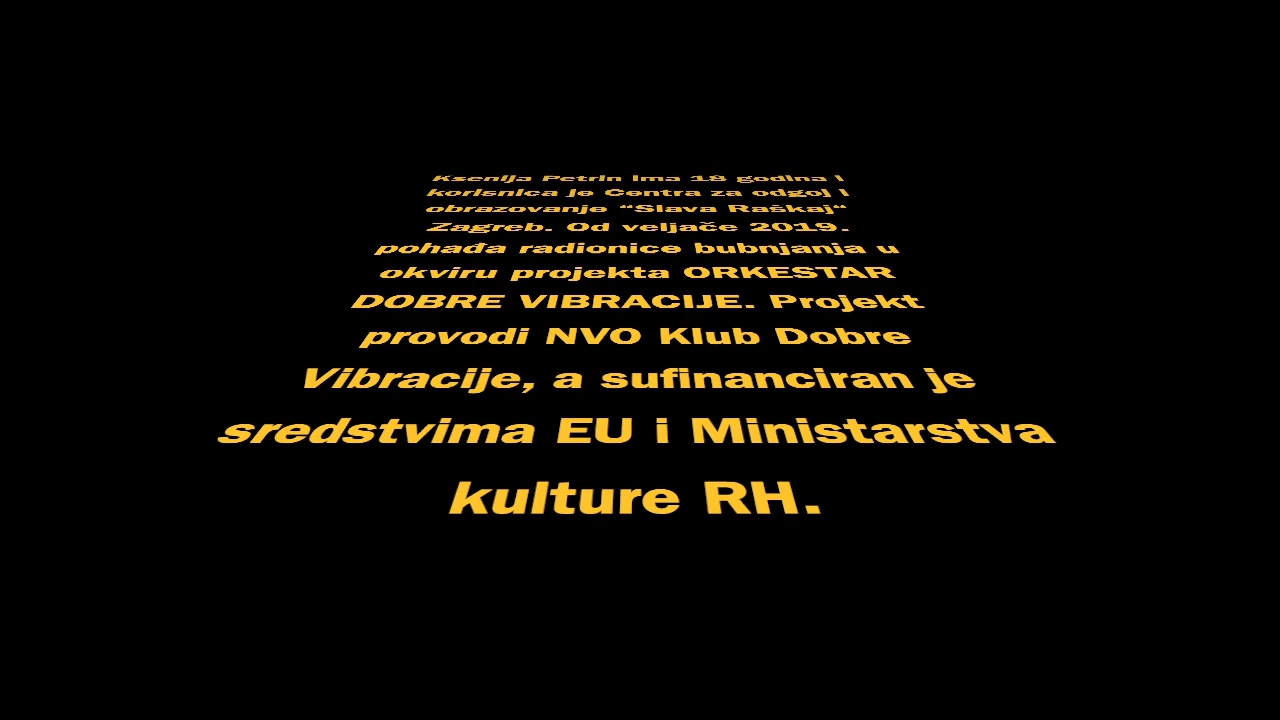 Ksenija Petrin ima 18 godina i
korisnica je Centra za odgoj i
obrazovanje “Slava Raškaj“
Zagreb. Od veljače 2019.
pohađa radionice bubnjanja u
okviru projekta ORKESTAR
DOBRE VIBRACIJE. Projekt
provodi NVO Klub Dobre
Vibracije, a sufinanciran je
sredstvima EU i Ministarstva
kulture RH.